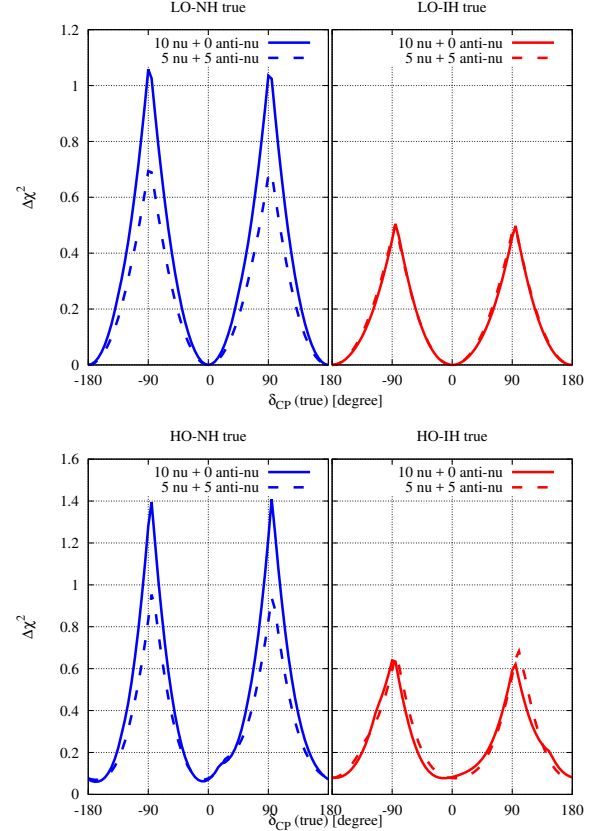 LO-NH true
LO-IH true
1.2
10 nu + 0 anti-nu
5 nu + 5 anti-nu
10 nu + 0 anti-nu
5 nu + 5 anti-nu
1
0.8
Δχ²
0.6
0.4
0.2
0
-180 -90 0 90 180 -90 0 90 180
δCP (true) [degree]
HO-NH true
HO-IH true
1.6
10 nu + 0 anti-nu
5 nu + 5 anti-nu
10 nu + 0 anti-nu
5 nu + 5 anti-nu
1.4
1.2
1
Δχ²
0.8
0.6
0.4
0.2
0
-180 -90 0 90 180 -90 0 90 180
δCP (true) [degree]